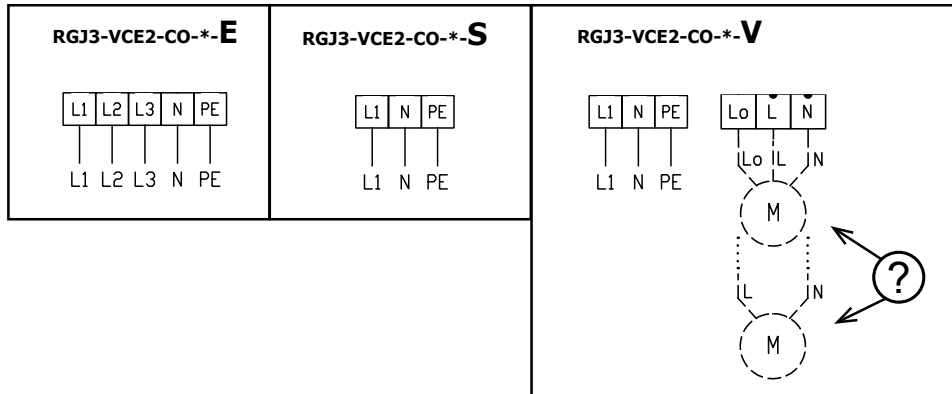 RGJ3-VCE2-CO-*-E
L1 L2 L3 N PE
L1 L2 L3 N PE
RGJ3-VCE2-CO-*-S
L1 N PE
L1 N PE
RGJ3-VCE2-CO-*-V
L1 N PE
L1 N PE
Lo L N
Lo L N
M
?
L N
M